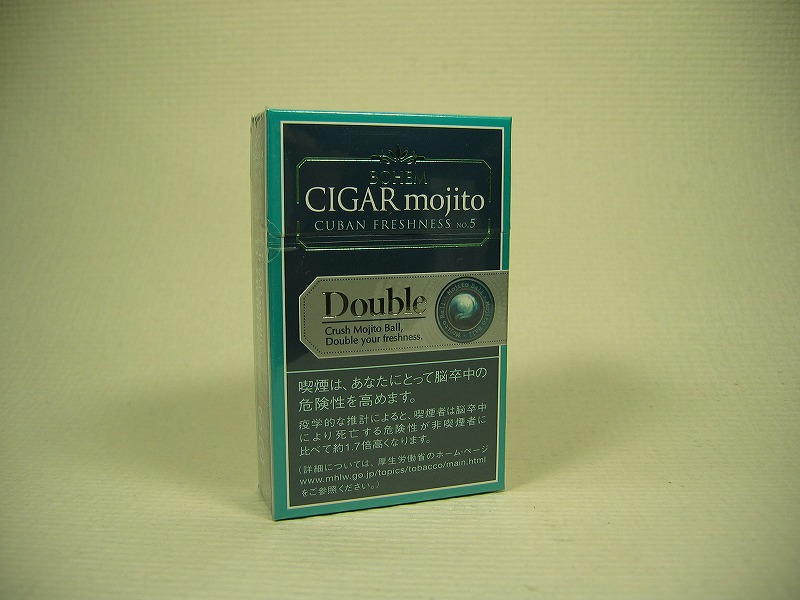 BOHEM
CIGAR mojito
CUBAN FRESHNESS NO.5
Double
Crush Mojito Ball,
Double your freshness.
喫煙は、あなたにとって脳卒中の
危険性を高めます。
疫学的な推計によると、喫煙者は脳卒中
により死亡する危険性が非喫煙者に
比べて約1.7倍高くなります。
(詳細については、厚生労働省のホーム・ページ
www.mhlw.go.jp/topics/tobacco/main.html
をご参照ください。)